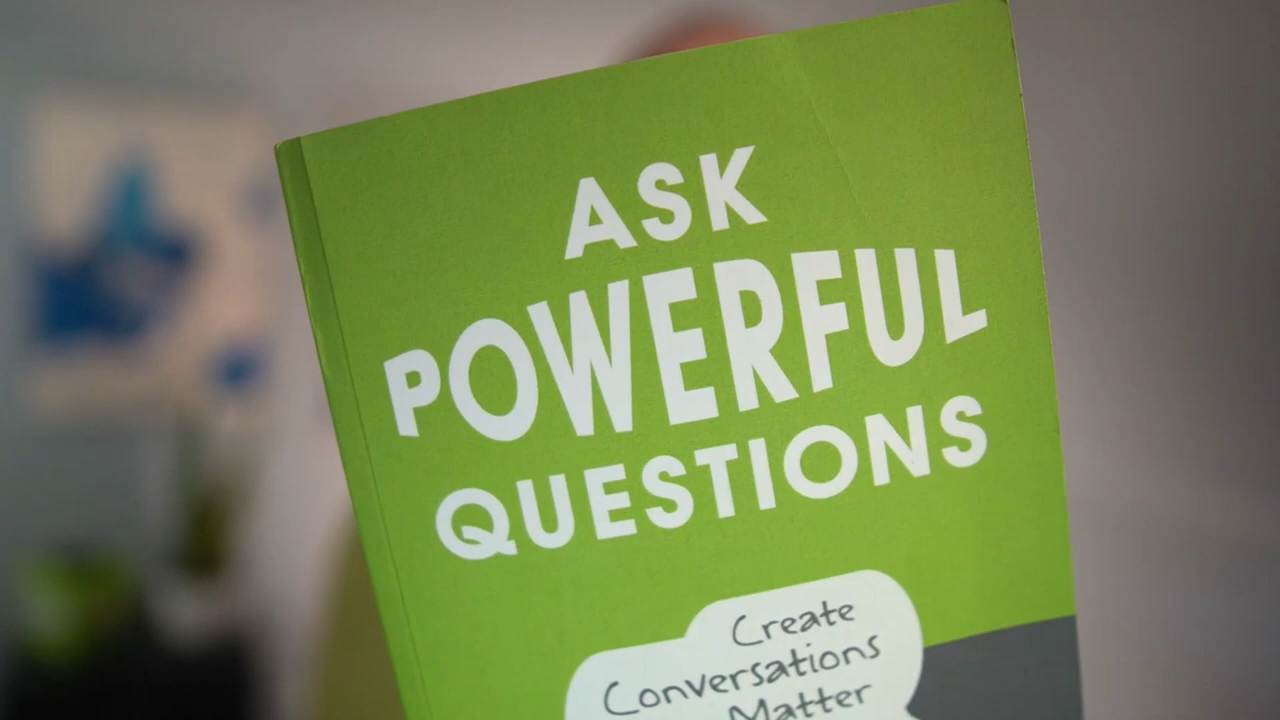 ASK
POWERFUL
QUESTIONS
Create
Conversations
Matter